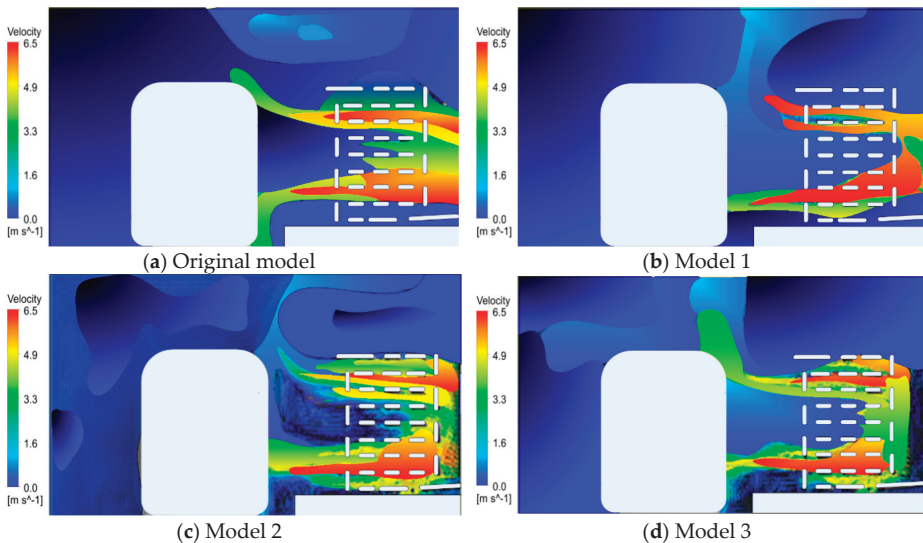 Velocity
6.5
4.9
3.3
1.6
0.0
[m s^-1]
(a) Original model
Velocity
6.5
4.9
3.3
1.6
0.0
[m s^-1]
(b) Model 1
Velocity
6.5
4.9
3.3
1.6
0.0
[m s^-1]
(c) Model 2
Velocity
6.5
4.9
3.3
1.6
0.0
[m s^-1]
(d) Model 3